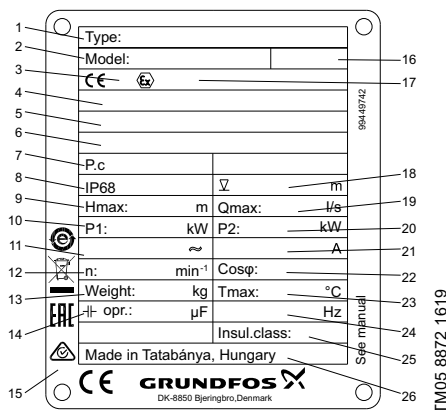 1 Type:
2 Model: 16
3 CE Ex 17
4
5
6
7 P.c
8 IP68 m 18
9 Hmax: m Qmax: l/s 19
10 P1: kW P2: kW 20
11 ~ A 21
12 n: min⁻¹ Cosφ: 22
13 Weight: kg Tmax: °C 23
14 opr.: µF Hz 24
Insul.class: 25
Made in Tatabánya, Hungary 26
15 CE GRUNDFOS
DK-8850 Bjeringbro,Denmark
99449742
See manual
e
EAC
TM05 8872 1619